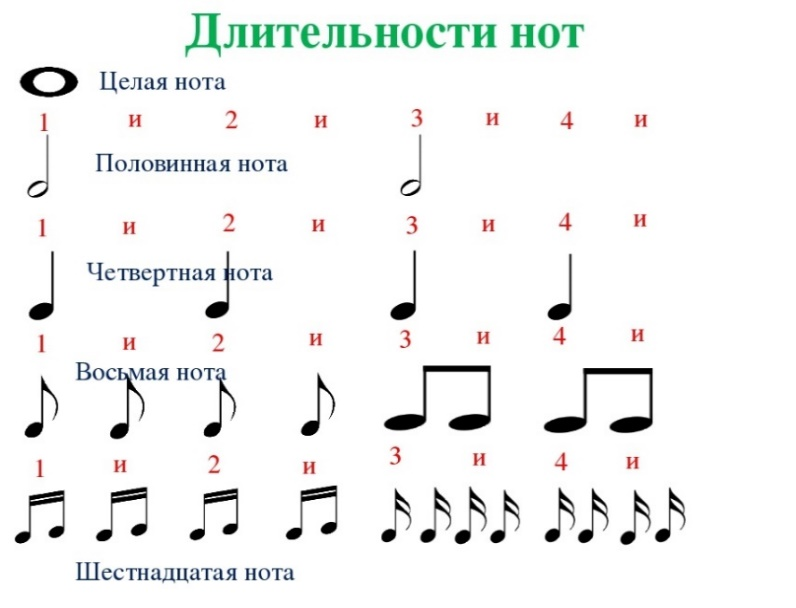 Длительности нот
Целая нота
1 и 2 и 3 и 4 и
Половинная нота
1 и 2 и 3 и 4 и
Четвертная нота
1 и 2 и 3 и 4 и
Восьмая нота
1 и 2 и 3 и 4 и
Шестнадцатая нота